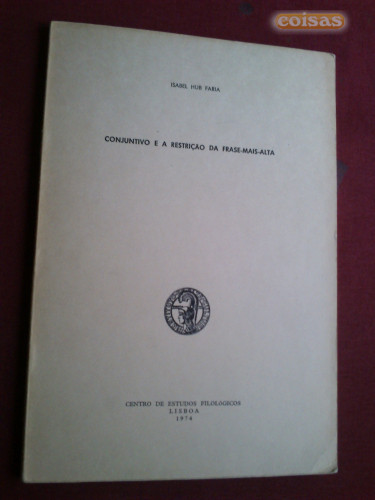 coisas
ISABEL HUB FARIA
CONJUNTIVO E A RESTRIÇÃO DA FRASE-MAIS-ALTA
CENTRO DE ESTUDOS FILOLÓGICOS
LISBOA
1974